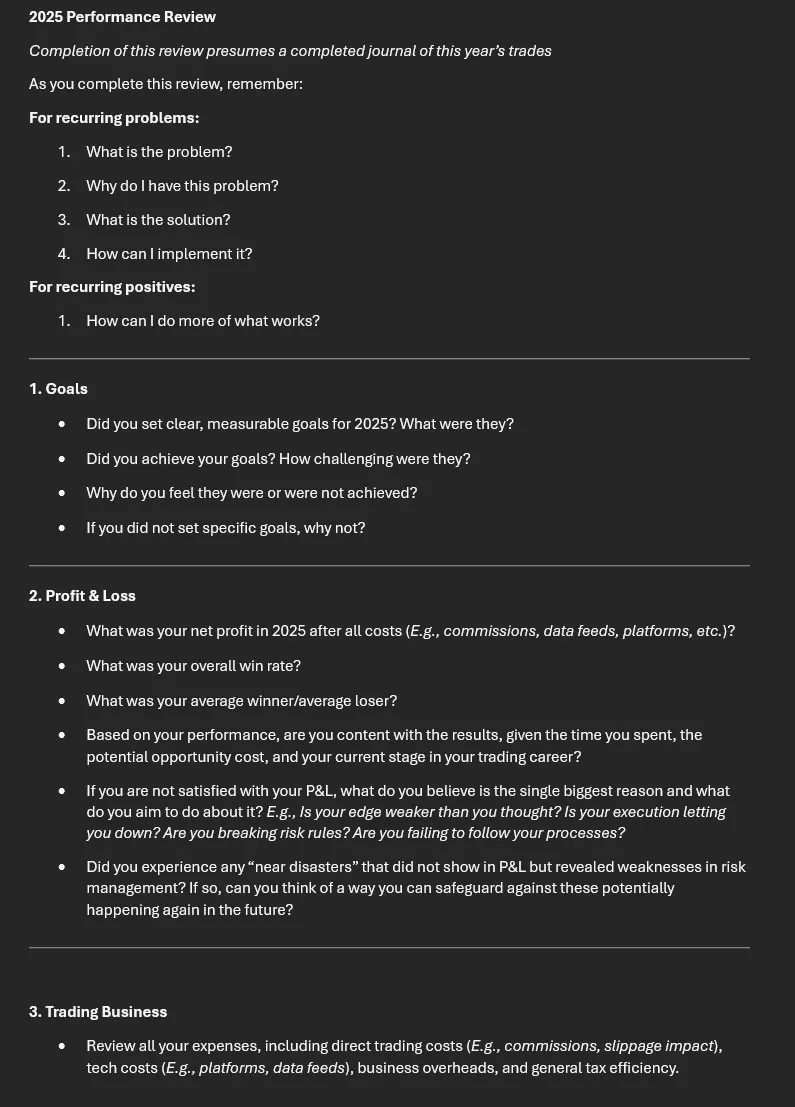 2025 Performance Review
Completion of this review presumes a completed journal of this year’s trades
As you complete this review, remember:
For recurring problems:
1. What is the problem?
2. Why do I have this problem?
3. What is the solution?
4. How can I implement it?
For recurring positives:
1. How can I do more of what works?
1. Goals
• Did you set clear, measurable goals for 2025? What were they?
• Did you achieve your goals? How challenging were they?
• Why do you feel they were or were not achieved?
• If you did not set specific goals, why not?
2. Profit & Loss
• What was your net profit in 2025 after all costs (E.g., commissions, data feeds, platforms, etc.)?
• What was your overall win rate?
• What was your average winner/average loser?
• Based on your performance, are you content with the results, given the time you spent, the
potential opportunity cost, and your current stage in your trading career?
• If you are not satisfied with your P&L, what do you believe is the single biggest reason and what
do you aim to do about it? E.g., Is your edge weaker than you thought? Is your execution letting
you down? Are you breaking risk rules? Are you failing to follow your processes?
• Did you experience any “near disasters” that did not show in P&L but revealed weaknesses in risk
management? If so, can you think of a way you can safeguard against these potentially
happening again in the future?
3. Trading Business
• Review all your expenses, including direct trading costs (E.g., commissions, slippage impact),
tech costs (E.g., platforms, data feeds), business overheads, and general tax efficiency.